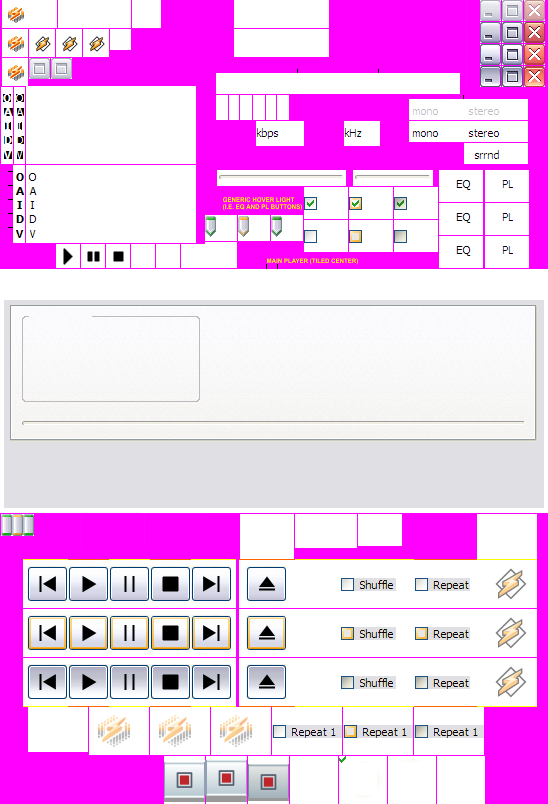 mono stereo
kbps kHz mono stereo
srrnd
O A I D V
O A I D V
O A I D V
O A I D V
GENERIC HOVER LIGHT
(I.E. EQ AND PL BUTTONS)
EQ PL
EQ PL
EQ PL
MAIN PLAYER (TILED CENTER)
Shuffle Repeat
Shuffle Repeat
Shuffle Repeat
Repeat 1 Repeat 1 Repeat 1